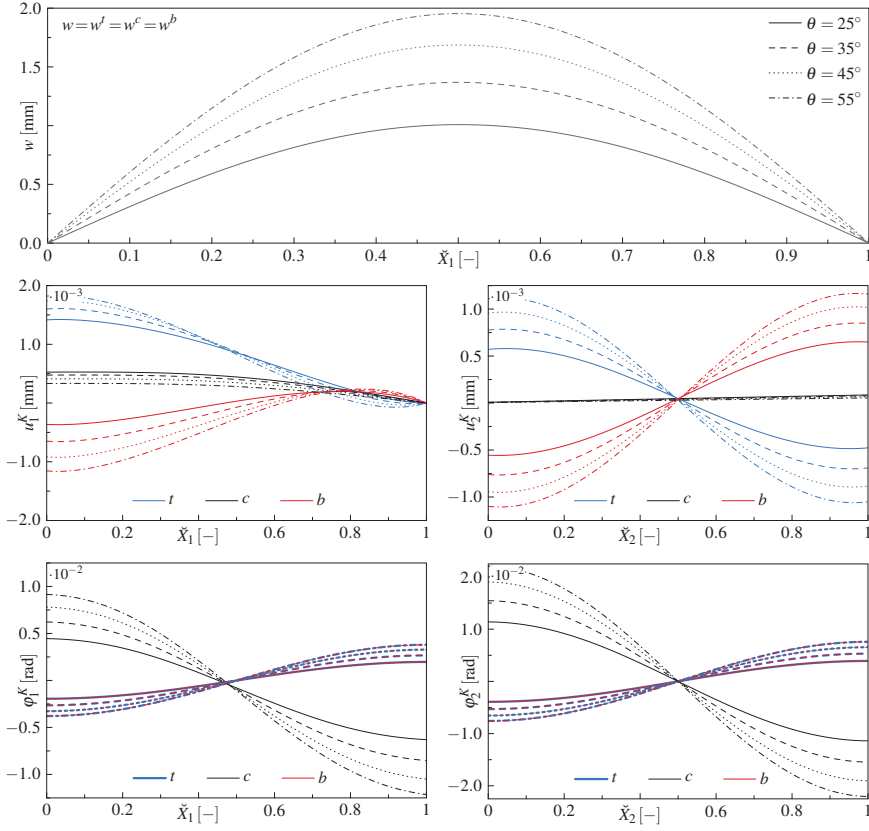 2.0
w = w^t = w^c = w^b
θ = 25°
θ = 35°
θ = 45°
θ = 55°
1.5
1.0
0.5
0.0
w [mm]
0 0.1 0.2 0.3 0.4 0.6 0.7 0.8 0.9 1
X̆₁ [−]
2.0
·10⁻³
1.0
−1.0
−2.0
u₁ᴷ [mm]
t c b
0 0.2 0.4 0.6 0.8 1
X̆₁ [−]
·10⁻³
1.0
0.5
−0.5
−1.0
u₂ᴷ [mm]
t c b
0 0.2 0.4 0.6 0.8 1
X̆₂ [−]
·10⁻²
1.0
0.5
−0.5
−1.0
φ₁ᴷ [rad]
t c b
0 0.2 0.4 0.6 0.8 1
X̆₁ [−]
·10⁻²
2.0
1.0
−1.0
−2.0
φ₂ᴷ [rad]
t c b
0 0.2 0.4 0.6 0.8 1
X̆₂ [−]